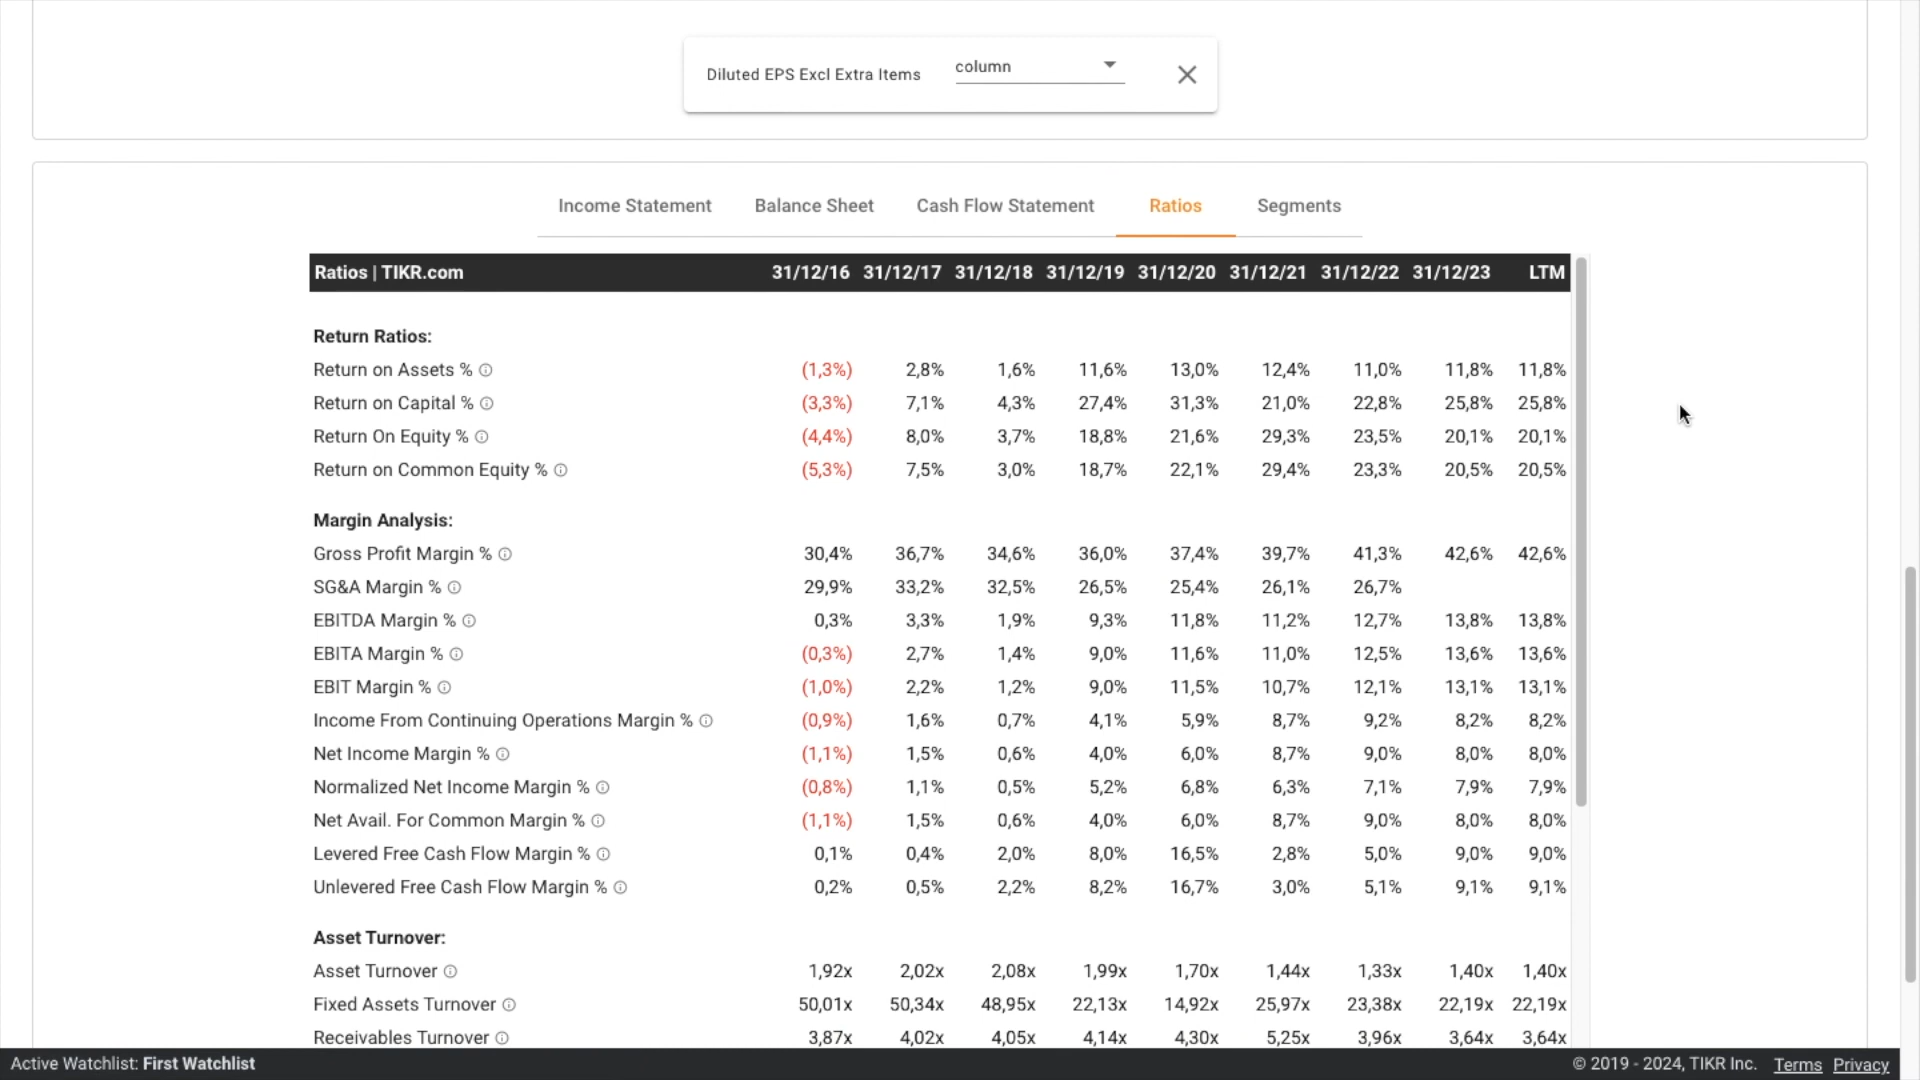 Diluted EPS Excl Extra Items column
Income Statement Balance Sheet Cash Flow Statement Ratios Segments
Ratios | TIKR.com 31/12/16 31/12/17 31/12/18 31/12/19 31/12/20 31/12/21 31/12/22 31/12/23 LTM
Return Ratios:
Return on Assets % (1,3%) 2,8% 1,6% 11,6% 13,0% 12,4% 11,0% 11,8% 11,8%
Return on Capital % (3,3%) 7,1% 4,3% 27,4% 31,3% 21,0% 22,8% 25,8% 25,8%
Return On Equity % (4,4%) 8,0% 3,7% 18,8% 21,6% 29,3% 23,5% 20,1% 20,1%
Return on Common Equity % (5,3%) 7,5% 3,0% 18,7% 22,1% 29,4% 23,3% 20,5% 20,5%
Margin Analysis:
Gross Profit Margin % 30,4% 36,7% 34,6% 36,0% 37,4% 39,7% 41,3% 42,6% 42,6%
SG&A Margin % 29,9% 33,2% 32,5% 26,5% 25,4% 26,1% 26,7%
EBITDA Margin % 0,3% 3,3% 1,9% 9,3% 11,8% 11,2% 12,7% 13,8% 13,8%
EBITA Margin % (0,3%) 2,7% 1,4% 9,0% 11,6% 11,0% 12,5% 13,6% 13,6%
EBIT Margin % (1,0%) 2,2% 1,2% 9,0% 11,5% 10,7% 12,1% 13,1% 13,1%
Income From Continuing Operations Margin % (0,9%) 1,6% 0,7% 4,1% 5,9% 8,7% 9,2% 8,2% 8,2%
Net Income Margin % (1,1%) 1,5% 0,6% 4,0% 6,0% 8,7% 9,0% 8,0% 8,0%
Normalized Net Income Margin % (0,8%) 1,1% 0,5% 5,2% 6,8% 6,3% 7,1% 7,9% 7,9%
Net Avail. For Common Margin % (1,1%) 1,5% 0,6% 4,0% 6,0% 8,7% 9,0% 8,0% 8,0%
Levered Free Cash Flow Margin % 0,1% 0,4% 2,0% 8,0% 16,5% 2,8% 5,0% 9,0% 9,0%
Unlevered Free Cash Flow Margin % 0,2% 0,5% 2,2% 8,2% 16,7% 3,0% 5,1% 9,1% 9,1%
Asset Turnover:
Asset Turnover 1,92x 2,02x 2,08x 1,99x 1,70x 1,44x 1,33x 1,40x 1,40x
Fixed Assets Turnover 50,01x 50,34x 48,95x 22,13x 14,92x 25,97x 23,38x 22,19x 22,19x
Receivables Turnover 3,87x 4,02x 4,05x 4,14x 4,30x 5,25x 3,96x 3,64x 3,64x
Active Watchlist: First Watchlist © 2019 - 2024, TIKR Inc. Terms Privacy